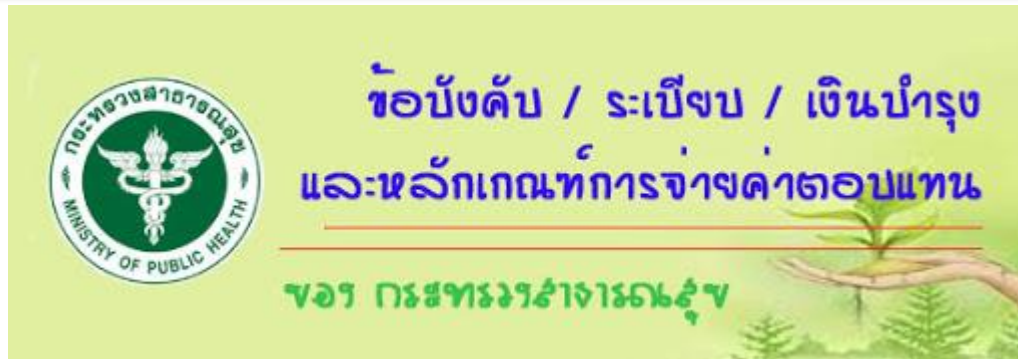 กระทรวงสาธารณสุข
MINISTRY OF PUBLIC HEALTH
ข้อบังคับ / ระเบียบ / เงินบำรุง
และหลักเกณฑ์การจ่ายค่าตอบแทน
ของ กระทรวงสาธารณสุข